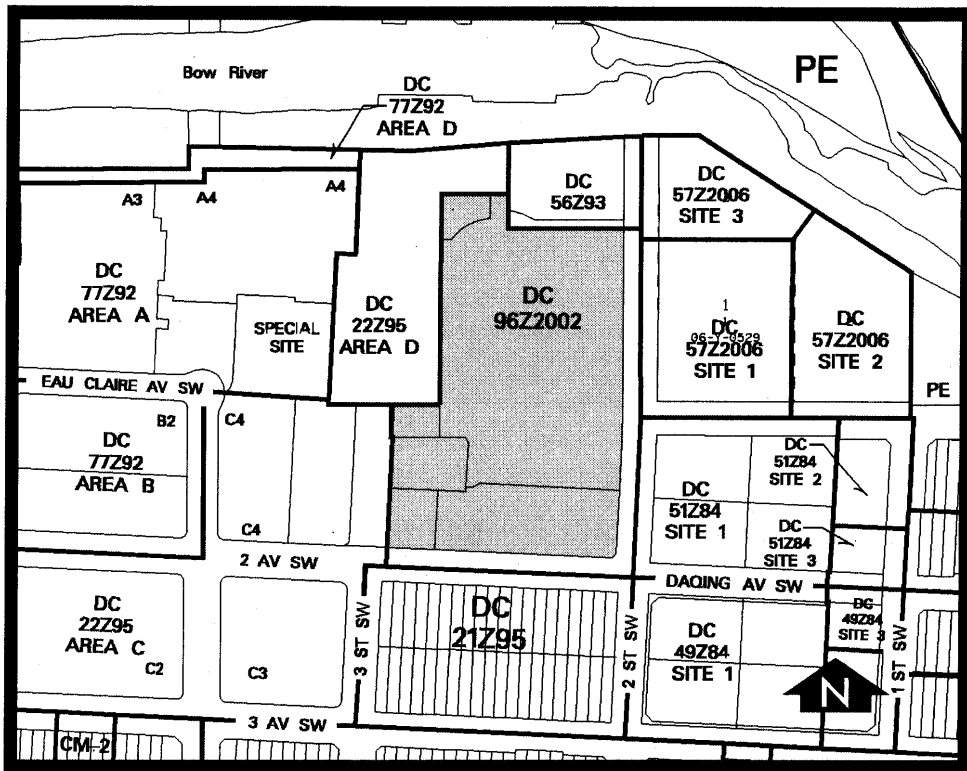 Bow River
PE
DC
77Z92
AREA D
A3
A4
A4
DC
56Z93
DC
57Z2006
SITE 3
DC
77Z92
AREA A
SPECIAL
SITE
DC
22Z95
AREA D
DC
96Z2002
1
DC
06-Y-0529
57Z2006
SITE 1
DC
57Z2006
SITE 2
PE
EAU CLAIRE AV SW
B2
C4
DC
77Z92
AREA B
C4
DC
51Z84
SITE 2
DC
51Z84
SITE 1
DC
51Z84
SITE 3
2 AV SW
DAQING AV SW
DC
22Z95
AREA C
C2
C3
3 ST SW
DC
21Z95
2 ST SW
DC
49Z84
SITE 1
DC
49Z84
SITE 3
1 ST SW
N
3 AV SW
CM-2